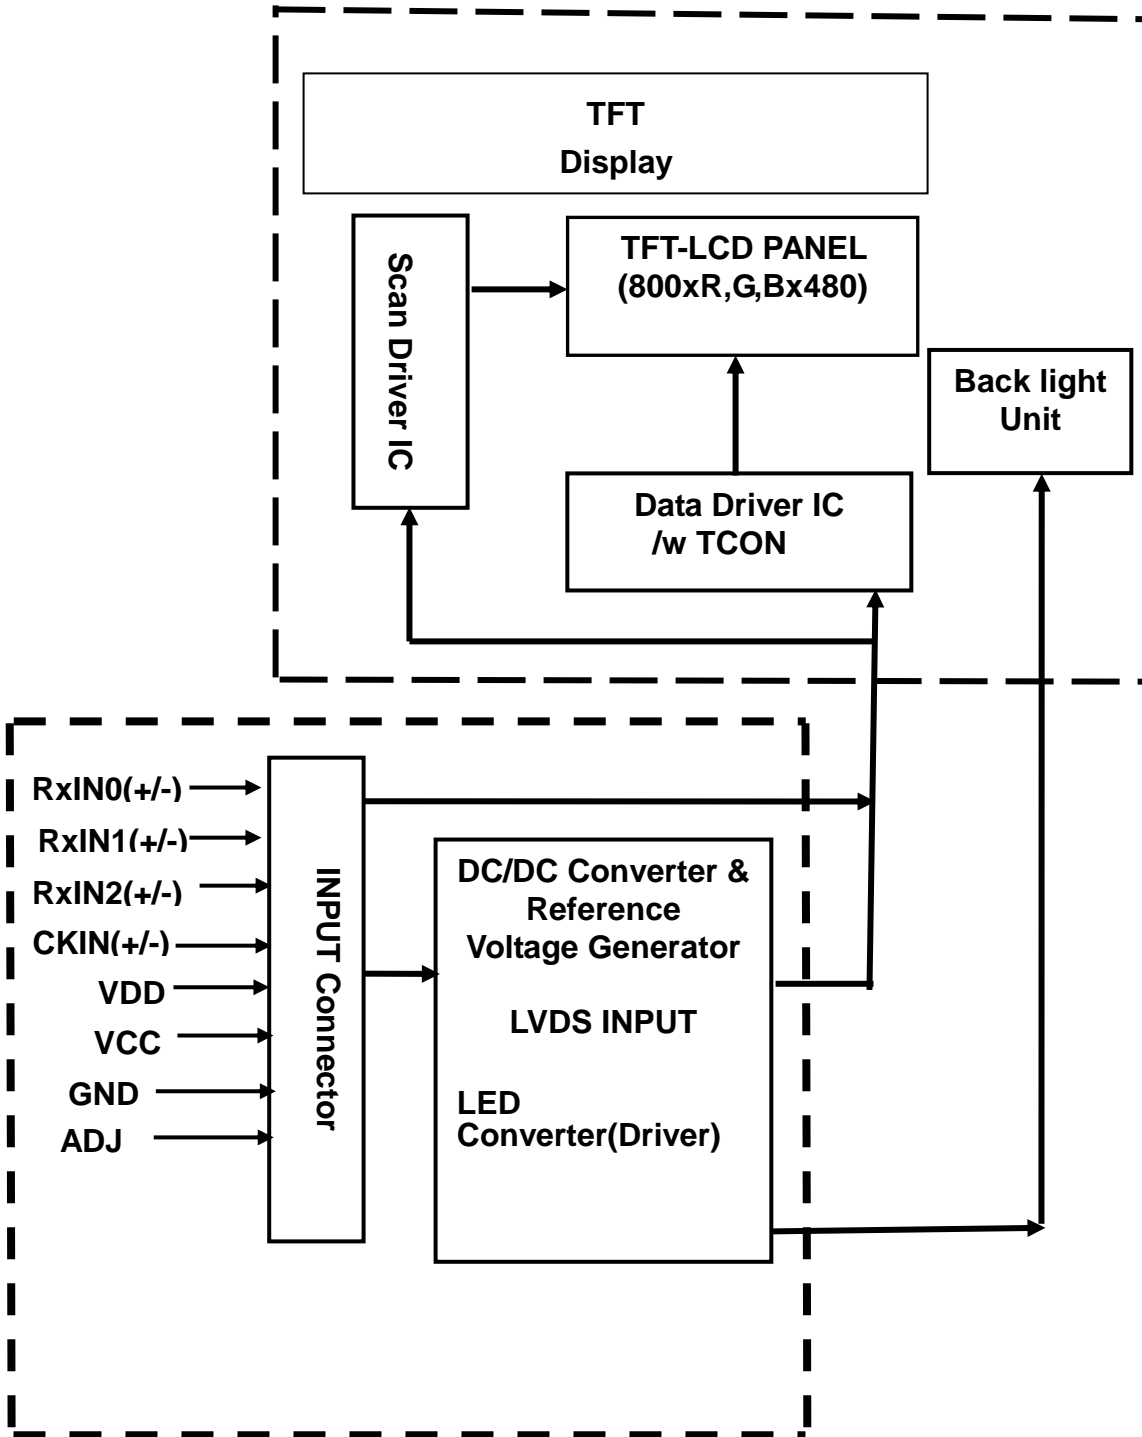 TFT
Display
Scan Driver IC
TFT-LCD PANEL
(800xR,G,Bx480)
Back light
Unit
Data Driver IC
/w TCON
RxIN0(+/-)
RxIN1(+/-)
RxIN2(+/-)
CKIN(+/-)
VDD
VCC
GND
ADJ
INPUT Connector
DC/DC Converter &
Reference
Voltage Generator
LVDS INPUT
LED
Converter(Driver)